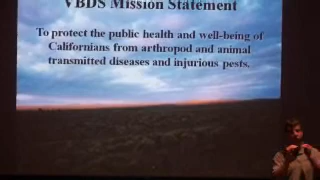 VBDS Mission Statement
To protect the public health and well-being of
Californians from arthropod and animal
transmitted diseases and injurious pests.